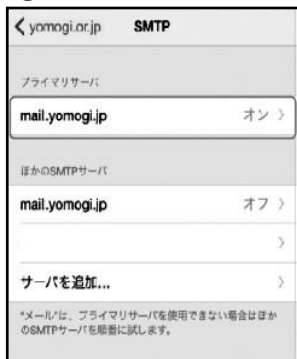 yomogi.or.jp SMTP
プライマリサーバ
mail.yomogi.jp オン
ほかのSMTPサーバ
mail.yomogi.jp オフ
サーバを追加...
"メール"は、プライマリサーバを使用できない場合はほか
のSMTPサーバを順番に試します。